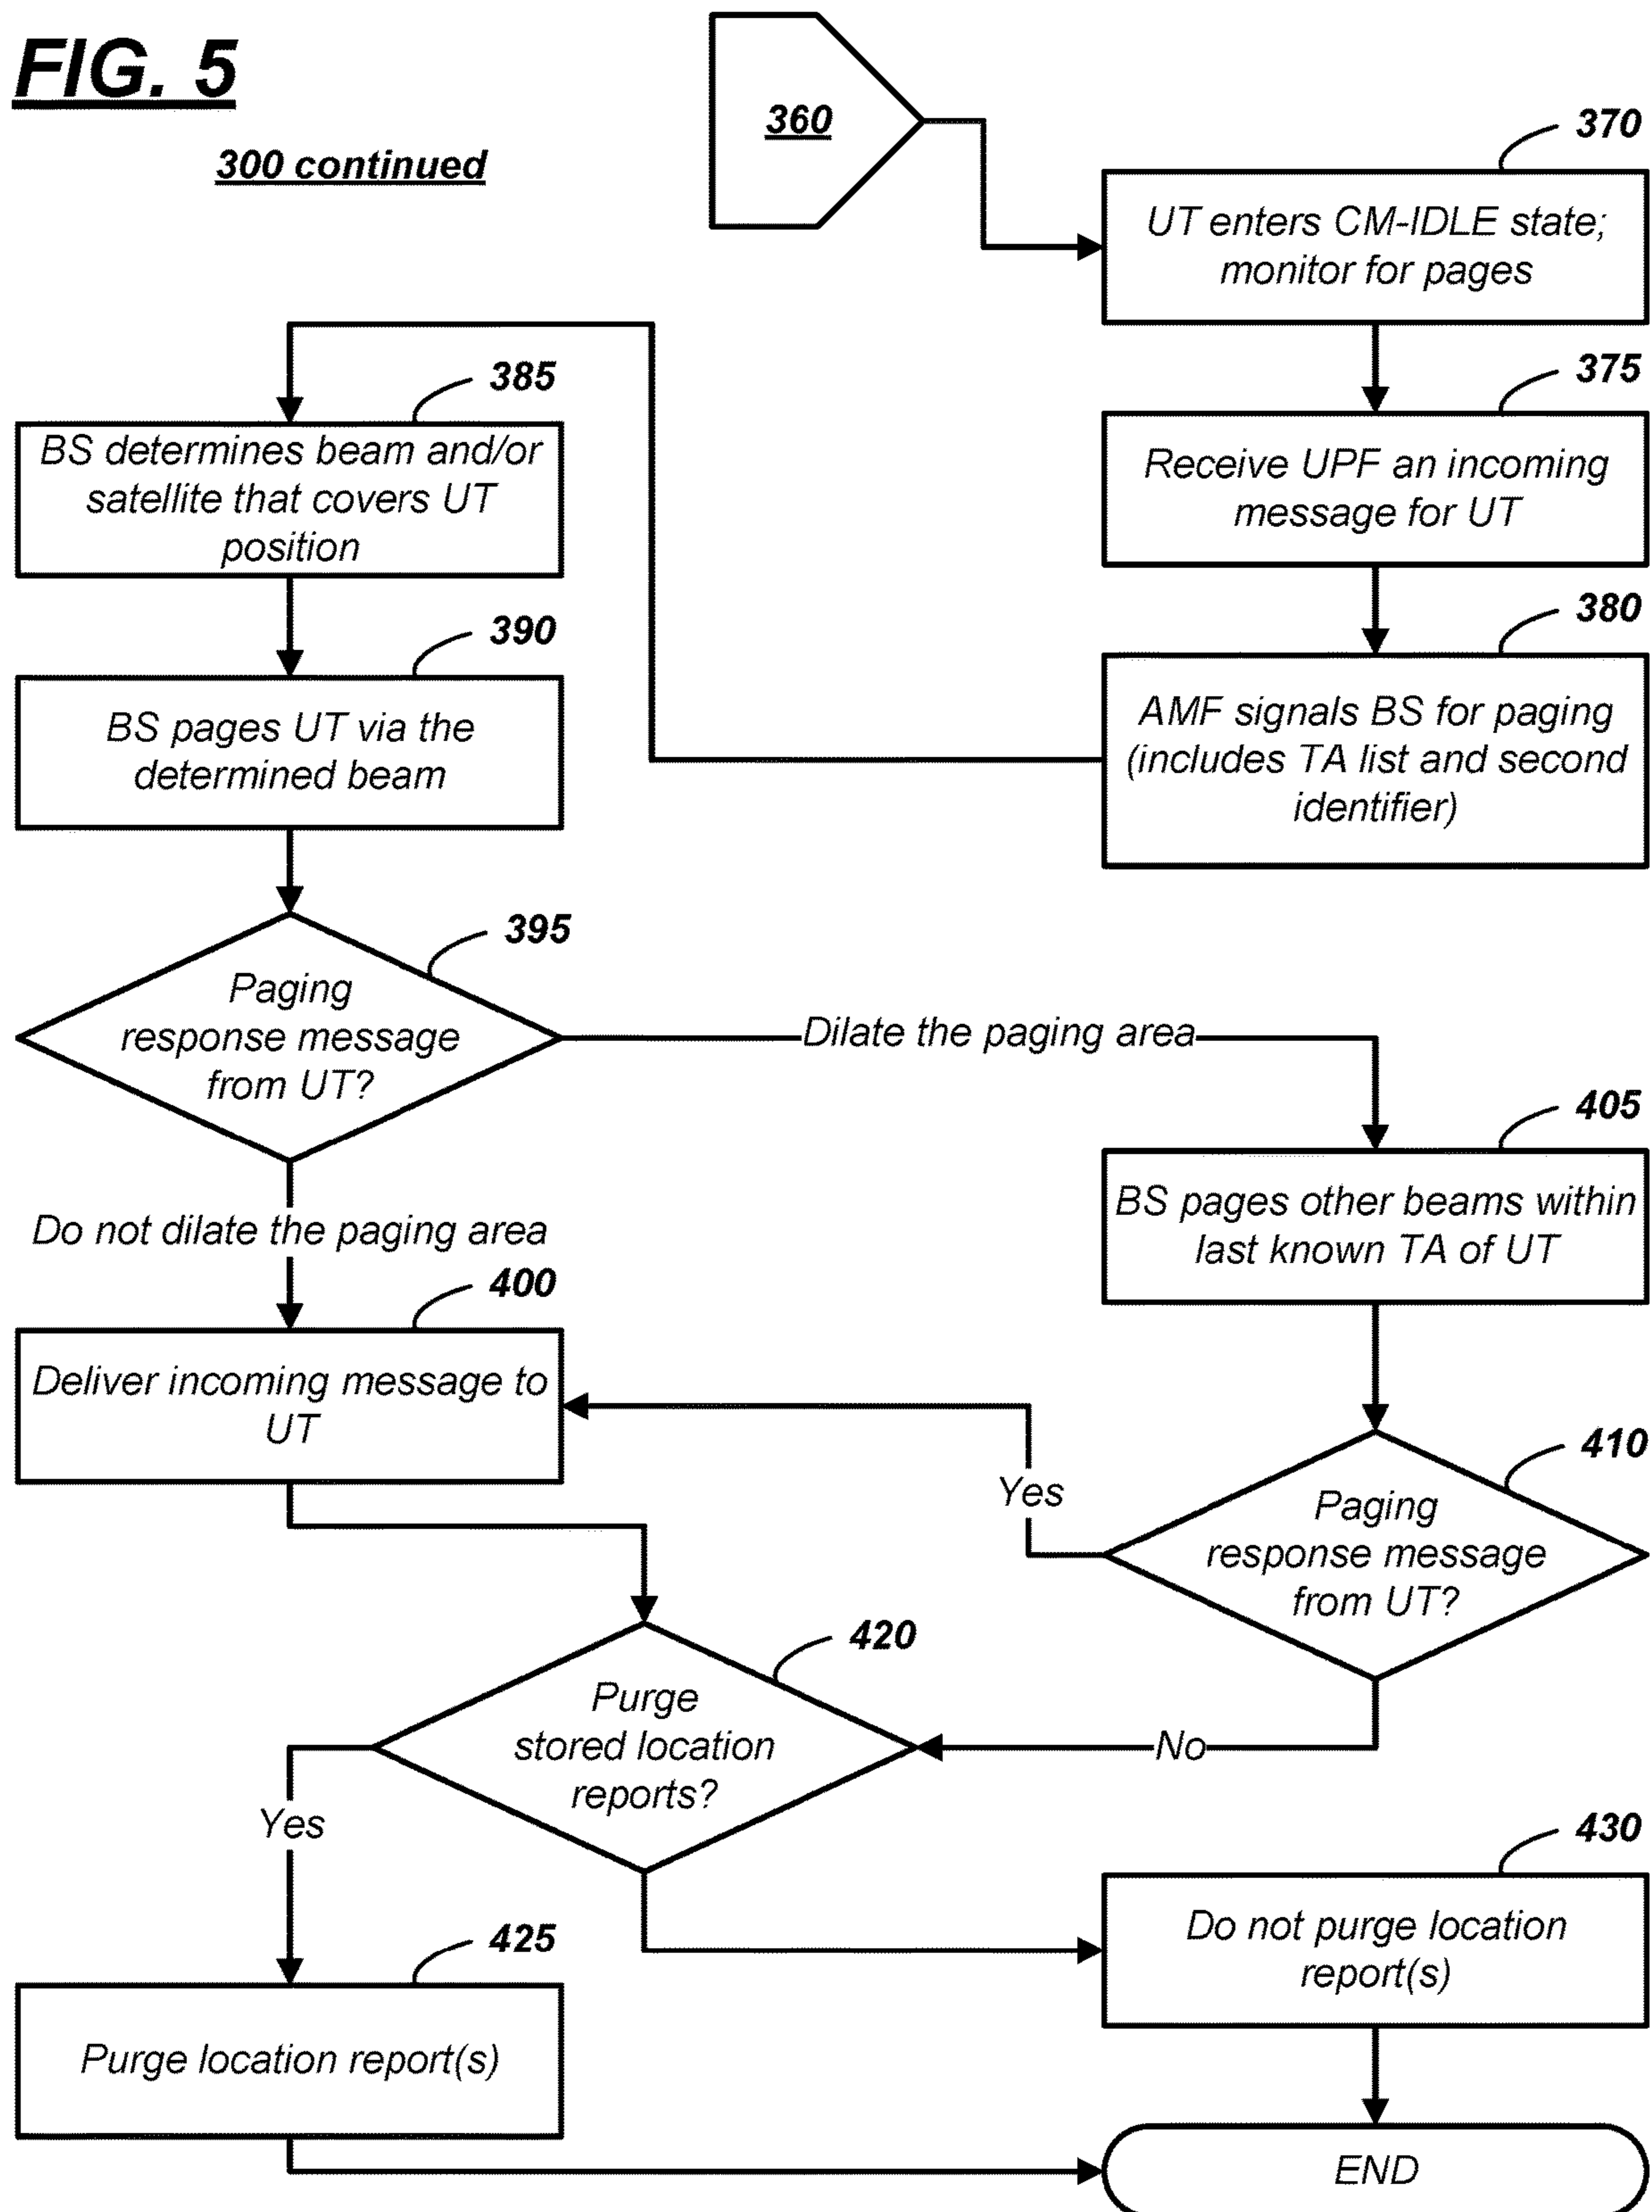 FIG. 5
300 continued
360
370
UT enters CM-IDLE state;
monitor for pages
375
Receive UPF an incoming
message for UT
380
AMF signals BS for paging
(includes TA list and second
identifier)
385
BS determines beam and/or
satellite that covers UT
position
390
BS pages UT via the
determined beam
395
Paging
response message
from UT?
Dilate the paging area
Do not dilate the paging area
400
Deliver incoming message to
UT
405
BS pages other beams within
last known TA of UT
410
Paging
response message
from UT?
Yes
No
420
Purge
stored location
reports?
Yes
425
Purge location report(s)
430
Do not purge location
report(s)
END